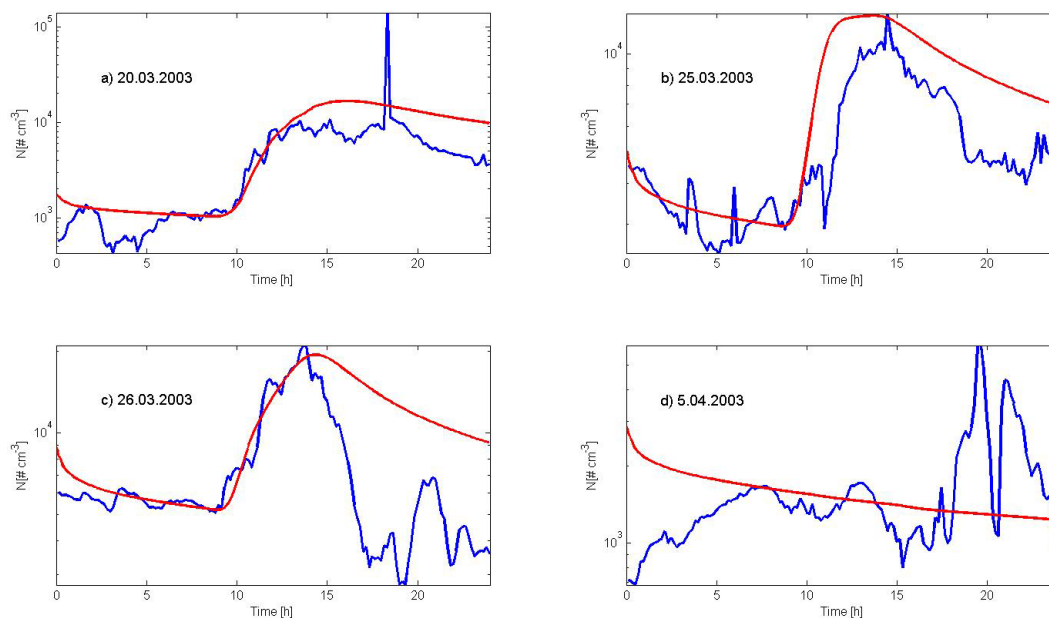 10^5
10^4
10^3
N[# cm^-3]
a) 20.03.2003
0 5 10 15 20
Time [h]
10^4
N[# cm^-3]
b) 25.03.2003
0 5 10 15 20
Time [h]
10^4
N[# cm^-3]
c) 26.03.2003
0 5 10 15 20
Time [h]
10^3
N[# cm^-3]
d) 5.04.2003
0 5 10 15 20
Time [h]